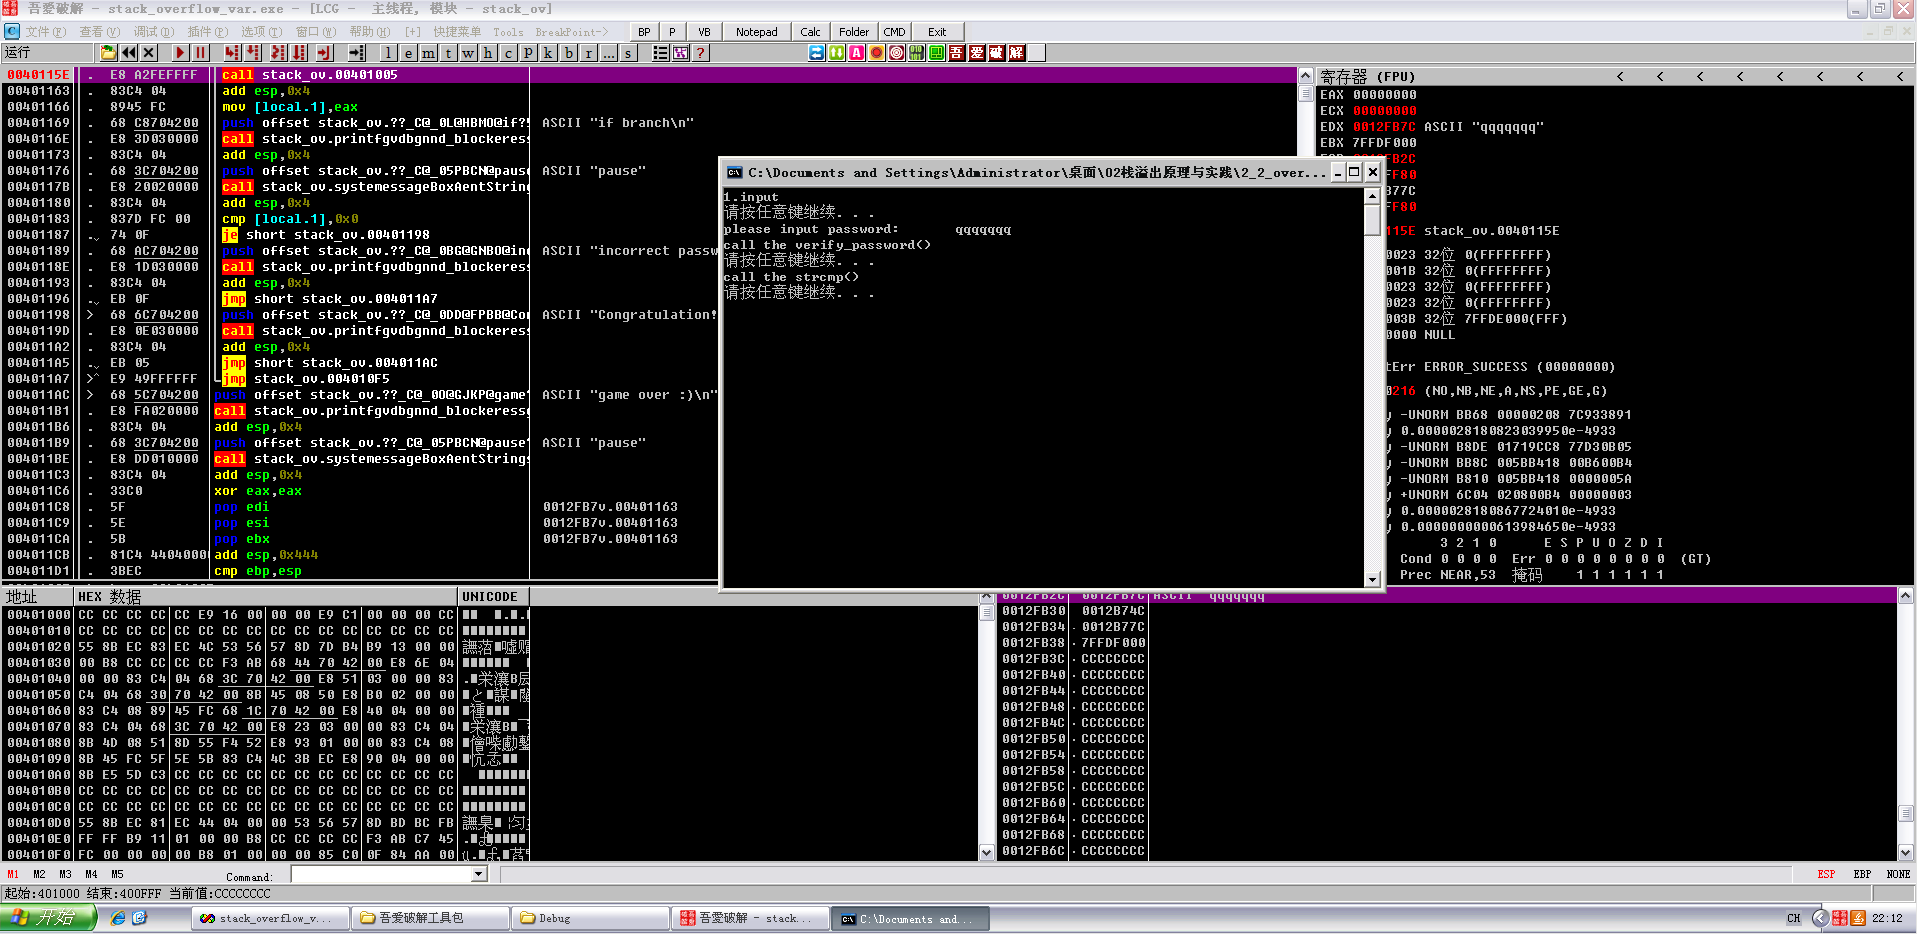 吾爱破解 - stack_overflow_var.exe - [LCG - 主线程, 模块 - stack_ov]
文件(F) 查看(V) 调试(D) 插件(P) 选项(T) 窗口(W) 帮助(H) [+] 快捷菜单 Tools BreakPoint-> BP P VB Notepad Calc Folder CMD Exit
运行 l e m t w h c p k b r ... s ? 吾 爱 破 解
0040115E . E8 A2FEFFFF call stack_ov.00401005
00401163 . 83C4 04 add esp,0x4
00401166 . 8945 FC mov [local.1],eax
00401169 . 68 C8704200 push offset stack_ov.??_C@_0L@HBMO@if?5 ASCII "if branch\n"
0040116E . E8 3D030000 call stack_ov.printfgvdbgnnd_blockeress
00401173 . 83C4 04 add esp,0x4
00401176 . 68 3C704200 push offset stack_ov.??_C@_05PBCN@pause ASCII "pause"
0040117B . E8 20020000 call stack_ov.systemessageBoxAentString
00401180 . 83C4 04 add esp,0x4
00401183 . 837D FC 00 cmp [local.1],0x0
00401187 . 74 0F je short stack_ov.00401198
00401189 . 68 AC704200 push offset stack_ov.??_C@_0BG@GNBO@in ASCII "incorrect passw
0040118E . E8 1D030000 call stack_ov.printfgvdbgnnd_blockeress
00401193 . 83C4 04 add esp,0x4
00401196 . EB 0F jmp short stack_ov.004011A7
00401198 > 68 6C704200 push offset stack_ov.??_C@_0DD@FPBB@Co ASCII "Congratulation!
0040119D . E8 0E030000 call stack_ov.printfgvdbgnnd_blockeress
004011A2 . 83C4 04 add esp,0x4
004011A5 . EB 05 jmp short stack_ov.004011AC
004011A7 >^ E9 49FFFFFF jmp stack_ov.004010F5
004011AC > 68 5C704200 push offset stack_ov.??_C@_0O@GJKP@game ASCII "game over :)\n"
004011B1 . E8 FA020000 call stack_ov.printfgvdbgnnd_blockeress
004011B6 . 83C4 04 add esp,0x4
004011B9 . 68 3C704200 push offset stack_ov.??_C@_05PBCN@pause ASCII "pause"
004011BE . E8 DD010000 call stack_ov.systemessageBoxAentString
004011C3 . 83C4 04 add esp,0x4
004011C6 . 33C0 xor eax,eax
004011C8 . 5F pop edi 0012FB7v.00401163
004011C9 . 5E pop esi 0012FB7v.00401163
004011CA . 5B pop ebx 0012FB7v.00401163
004011CB . 81C4 4404000 add esp,0x444
004011D1 . 3BEC cmp ebp,esp
C:\Documents and Settings\Administrator\桌面\02栈溢出原理与实践\2_2_over...
1.input
请按任意键继续. . .
please input password: qqqqqqq
call the verify_password()
请按任意键继续. . .
call the strcmp()
请按任意键继续. . .
寄存器 (FPU) < < < < < < < <
EAX 00000000
ECX 00000000
EDX 0012FB7C ASCII "qqqqqqq"
EBX 7FFDF000
FB2C
F80
B77C
F80
115E stack_ov.0040115E
0023 32位 0(FFFFFFFF)
001B 32位 0(FFFFFFFF)
0023 32位 0(FFFFFFFF)
0023 32位 0(FFFFFFFF)
003B 32位 7FFDE000(FFF)
0000 NULL
tErr ERROR_SUCCESS (00000000)
216 (NO,NB,NE,A,NS,PE,GE,G)
y -UNORM BB68 00000208 7C933891
y 0.0000028180823039950e-4933
y -UNORM B8DE 01719CC8 77D30B05
y -UNORM BB8C 005BB418 00B600B4
y -UNORM B810 005BB418 0000005A
y +UNORM 6C04 020800B4 00000003
y 0.0000028180867724010e-4933
y 0.0000000000613984650e-4933
3 2 1 0 E S P U O Z D I
Cond 0 0 0 0 Err 0 0 0 0 0 0 0 0 (GT)
Prec NEAR,53 掩码 1 1 1 1 1 1
地址 HEX 数据 UNICODE
00401000 CC CC CC CC CC E9 16 00 00 00 E9 C1 00 00 00 CC
00401010 CC CC CC CC CC CC CC CC CC CC CC CC CC CC CC CC
00401020 55 8B EC 83 EC 4C 53 56 57 8D 7D B4 B9 13 00 00
00401030 00 B8 CC CC CC CC F3 AB 68 44 70 42 00 E8 6E 04
00401040 00 00 83 C4 04 68 3C 70 42 00 E8 51 03 00 00 83
00401050 C4 04 68 30 70 42 00 8B 45 08 50 E8 B0 02 00 00
00401060 83 C4 08 89 45 FC 68 1C 70 42 00 E8 40 04 00 00
00401070 83 C4 04 68 3C 70 42 00 E8 23 03 00 00 83 C4 04
00401080 8B 4D 08 51 8D 55 F4 52 E8 93 01 00 00 83 C4 08
00401090 8B 45 FC 5F 5E 5B 83 C4 4C 3B EC E8 90 04 00 00
004010A0 8B E5 5D C3 CC CC CC CC CC CC CC CC CC CC CC CC
004010B0 CC CC CC CC CC CC CC CC CC CC CC CC CC CC CC CC
004010C0 CC CC CC CC CC CC CC CC CC CC CC CC CC CC CC CC
004010D0 55 8B EC 81 EC 44 04 00 00 53 56 57 8D BD BC FB
004010E0 FF FF B9 11 01 00 00 B8 CC CC CC CC F3 AB C7 45
004010F0 FC 00 00 00 00 B8 01 00 00 00 85 C0 0F 84 AA 00
0012FB2C 0012FB7C ASCII "qqqqqqq"
0012FB30 0012B74C
0012FB34 0012B77C
0012FB38 7FFDF000
0012FB3C CCCCCCCC
0012FB40 CCCCCCCC
0012FB44 CCCCCCCC
0012FB48 CCCCCCCC
0012FB4C CCCCCCCC
0012FB50 CCCCCCCC
0012FB54 CCCCCCCC
0012FB58 CCCCCCCC
0012FB5C CCCCCCCC
0012FB60 CCCCCCCC
0012FB64 CCCCCCCC
0012FB68 CCCCCCCC
0012FB6C CCCCCCCC
M1 M2 M3 M4 M5 Command: ESP EBP NONE
起始:401000 结束:400FFF 当前值:CCCCCCCC
开始 stack_overflow_v... 吾爱破解工具包 Debug 吾爱破解 - stack... C:\Documents and... CH 22:12